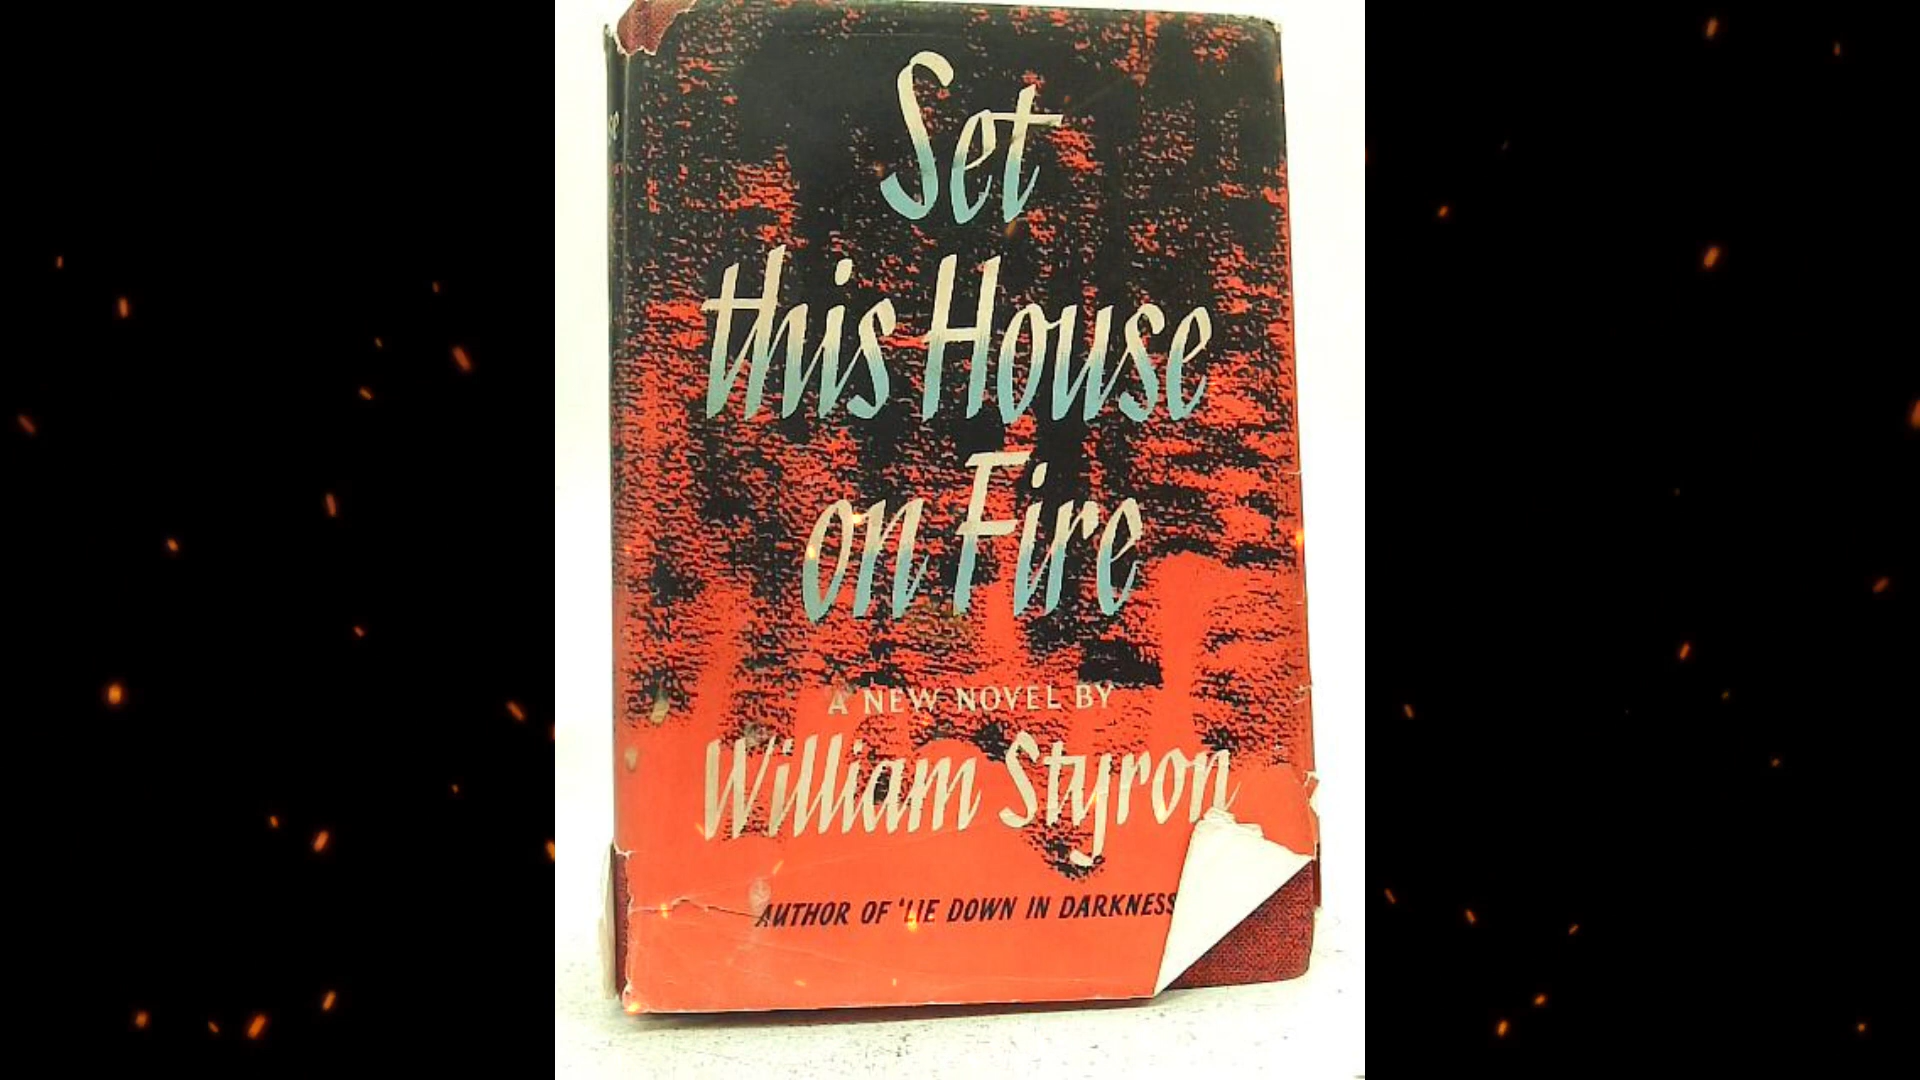 Set
this House
on Fire
A NEW NOVEL BY
William Styron
AUTHOR OF 'LIE DOWN IN DARKNESS